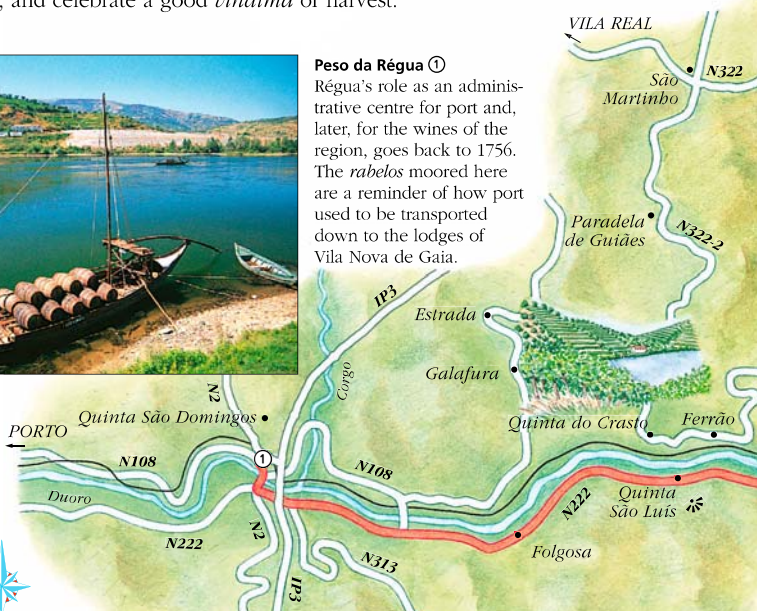 , and celebrate a good vindima or harvest.
Peso da Régua ①
Régua's role as an adminis-
trative centre for port and,
later, for the wines of the
region, goes back to 1756.
The rabelos moored here
are a reminder of how port
used to be transported
down to the lodges of
Vila Nova de Gaia.
VILA REAL
São
Martinho
N322
Paradela
de Guiães
N322-2
IP3
Estrada
Corgo
Galafura
N2
Quinta São Domingos
Quinta do Crasto
Ferrão
PORTO
N108
1
N108
Duoro
N222
N2
IP3
N313
N222
Quinta
São Luís
Folgosa